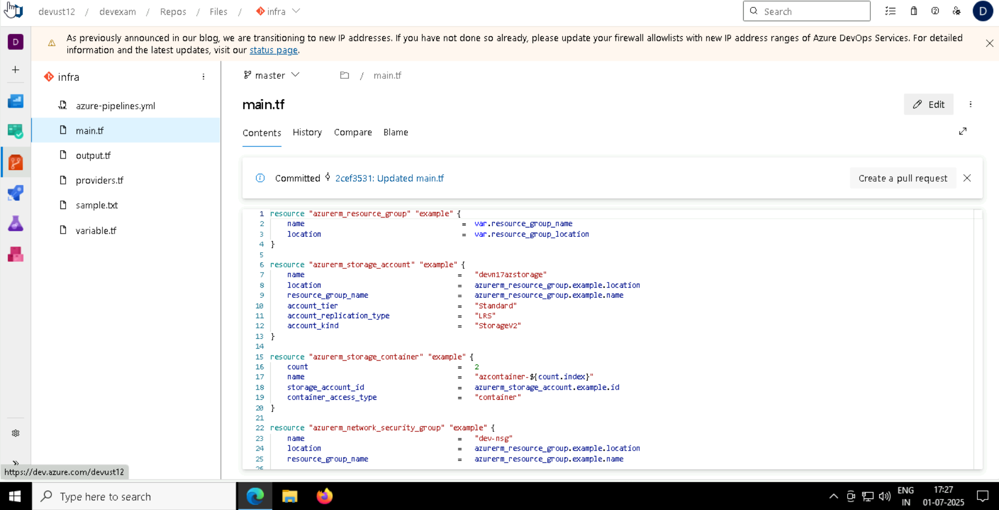 devust12 / devexam / Repos / Files / infra
Search
D
D
As previously announced in our blog, we are transitioning to new IP addresses. If you have not done so already, please update your firewall allowlists with new IP address ranges of Azure DevOps Services. For detailed
information and the latest updates, visit our status page.
infra
azure-pipelines.yml
main.tf
output.tf
providers.tf
sample.txt
variable.tf
master
/ main.tf
main.tf
Edit
Contents History Compare Blame
Committed 2cef3531: Updated main.tf
Create a pull request
1 resource "azurerm_resource_group" "example" {
2 name = var.resource_group_name
3 location = var.resource_group_location
4 }
5
6 resource "azurerm_storage_account" "example" {
7 name = "devn17azstorage"
8 location = azurerm_resource_group.example.location
9 resource_group_name = azurerm_resource_group.example.name
10 account_tier = "Standard"
11 account_replication_type = "LRS"
12 account_kind = "StorageV2"
13 }
14
15 resource "azurerm_storage_container" "example" {
16 count = 2
17 name = "azcontainer-${count.index}"
18 storage_account_id = azurerm_storage_account.example.id
19 container_access_type = "container"
20 }
21
22 resource "azurerm_network_security_group" "example" {
23 name = "dev-nsg"
24 location = azurerm_resource_group.example.location
25 resource_group_name = azurerm_resource_group.example.name
26
https://dev.azure.com/devust12
Type here to search
ENG
IN
17:27
01-07-2025